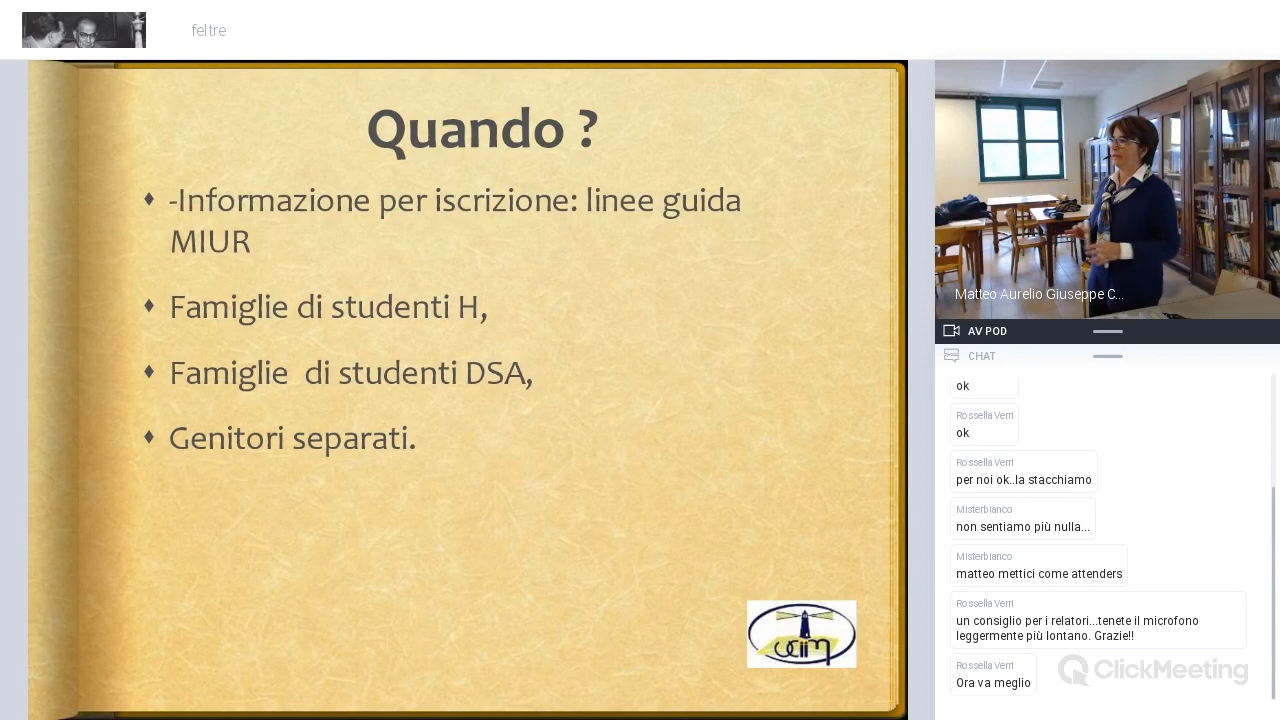 feltre
Quando ?
-Informazione per iscrizione: linee guida
MIUR
Famiglie di studenti H,
Famiglie di studenti DSA,
Genitori separati.
uciim
Matteo Aurelio Giuseppe C...
AV POD
CHAT
ok
Rossella Verri
ok
Rossella Verri
per noi ok..la stacchiamo
Misterbianco
non sentiamo più nulla...
Misterbianco
matteo mettici come attenders
Rossella Verri
un consiglio per i relatori...tenete il microfono
leggermente più lontano. Grazie!!
Rossella Verri
Ora va meglio
ClickMeeting